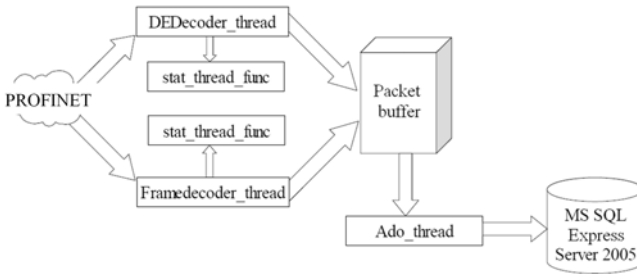 DEDecoder_thread
stat_thread_func
PROFINET
stat_thread_func
Framedecoder_thread
Packet
buffer
Ado_thread
MS SQL
Express
Server 2005